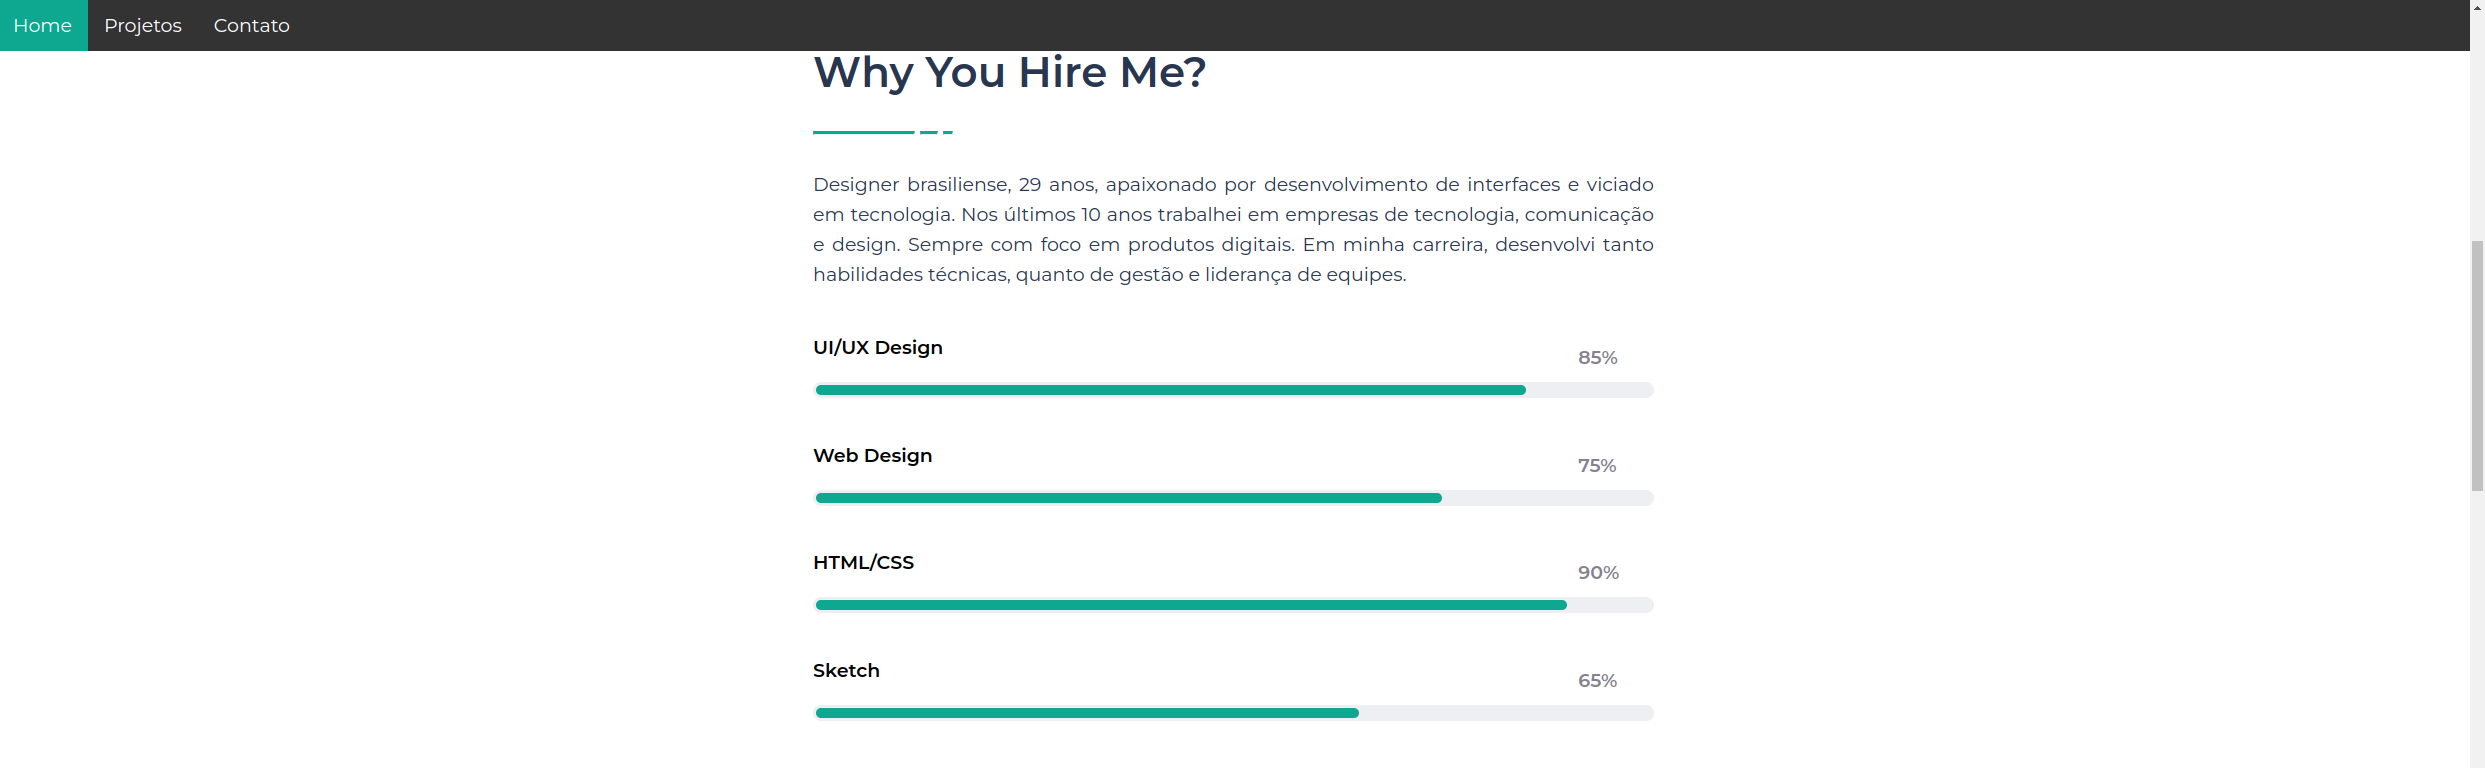 Home Projetos Contato
Why You Hire Me?
Designer brasiliense, 29 anos, apaixonado por desenvolvimento de interfaces e viciado
em tecnologia. Nos últimos 10 anos trabalhei em empresas de tecnologia, comunicação
e design. Sempre com foco em produtos digitais. Em minha carreira, desenvolvi tanto
habilidades técnicas, quanto de gestão e liderança de equipes.
UI/UX Design
85%
Web Design
75%
HTML/CSS
90%
Sketch
65%